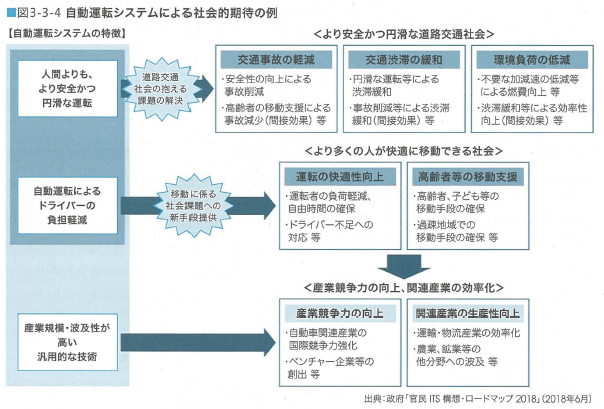 ■図3-3-4 自動運転システムによる社会的期待の例
【自動運転システムの特徴】
<より安全かつ円滑な道路交通社会>
人間よりも、
より安全かつ
円滑な運転
道路交通
社会の抱える
課題の解決
交通事故の軽減
・安全性の向上による
事故削減
・高齢者の移動支援による
事故減少(間接効果) 等
交通渋滞の緩和
・円滑な運転等による
渋滞緩和
・事故削減等による渋滞
緩和(間接効果) 等
環境負荷の低減
・不要な加減速の低減等
による燃費向上 等
・渋滞緩和等による効率性
向上(間接効果) 等
<より多くの人が快適に移動できる社会>
自動運転による
ドライバーの
負担軽減
移動に係る
社会課題への
新手段提供
運転の快適性向上
・運転者の負荷軽減、
自由時間の確保
・ドライバー不足への
対応 等
高齢者等の移動支援
・高齢者、子ども等の
移動手段の確保
・過疎地域での
移動手段の確保 等
<産業競争力の向上、関連産業の効率化>
産業規模・波及性が
高い
汎用的な技術
産業競争力の向上
・自動車関連産業の
国際競争力強化
・ベンチャー企業等の
創出 等
関連産業の生産性向上
・運輸・物流産業の効率化
・農業、鉱業等の
他分野への波及 等
出典:政府「官民 ITS 構想・ロードマップ 2018」(2018年6月)